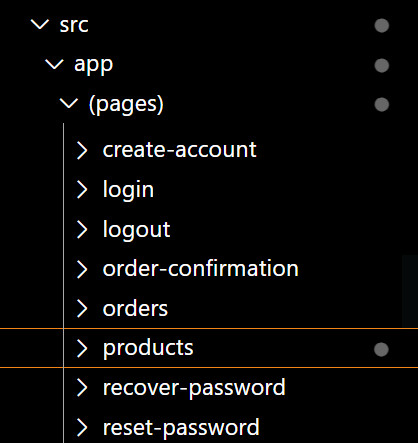 src
app
(pages)
create-account
login
logout
order-confirmation
orders
products
recover-password
reset-password